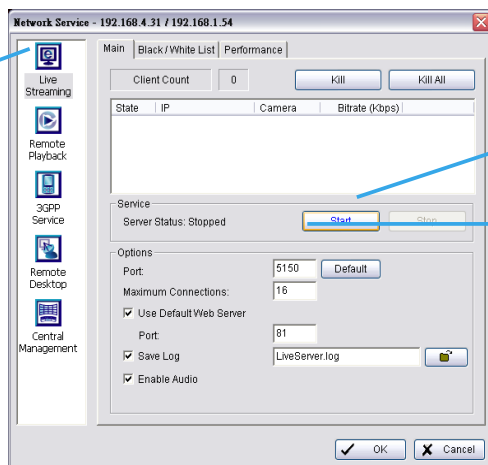 Network Service - 192.168.4.31 / 192.168.1.54
Live
Streaming
Remote
Playback
3GPP
Service
Remote
Desktop
Central
Management
Main Black / White List Performance
Client Count 0 Kill Kill All
State IP Camera Bitrate (Kbps)
Service
Server Status: Stopped Start Stop
Options
Port: 5150 Default
Maximum Connections: 16
Use Default Web Server
Port: 81
Save Log LiveServer.log
Enable Audio
OK Cancel